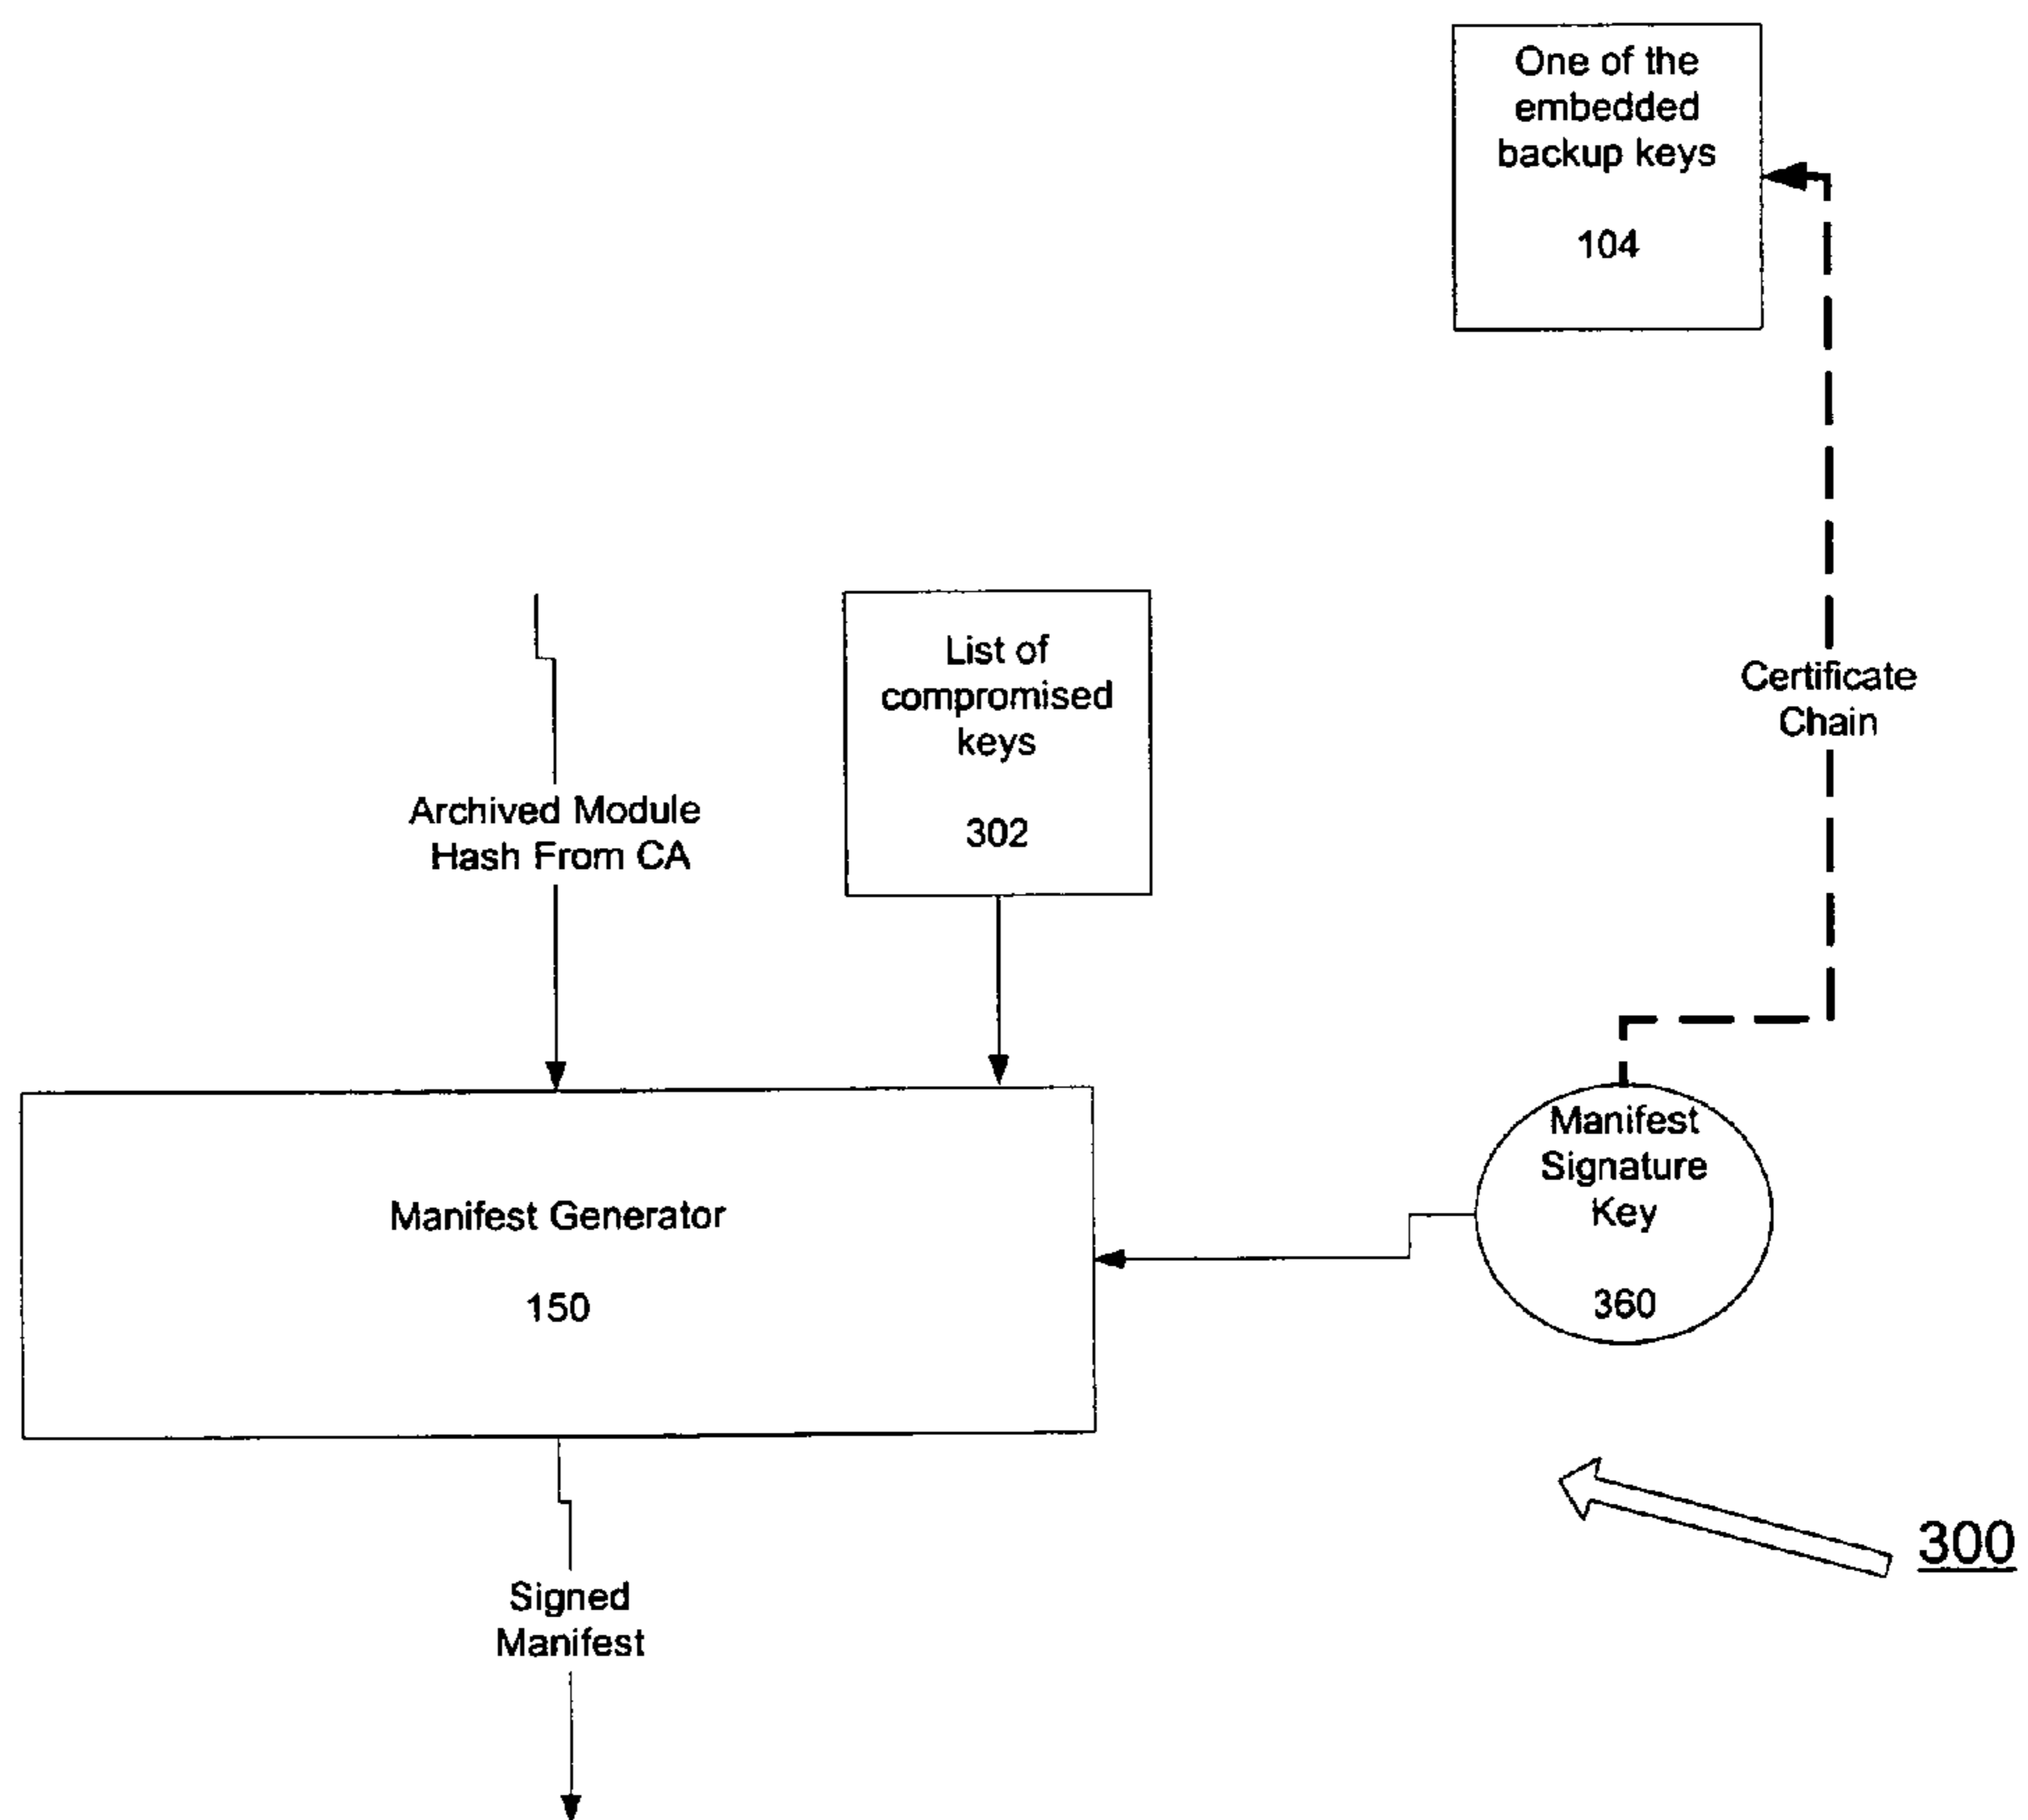 One of the
embedded
backup keys
104
List of
compromised
keys
302
Certificate
Chain
Archived Module
Hash From CA
Manifest
Signature
Key
360
Manifest Generator
150
300
Signed
Manifest